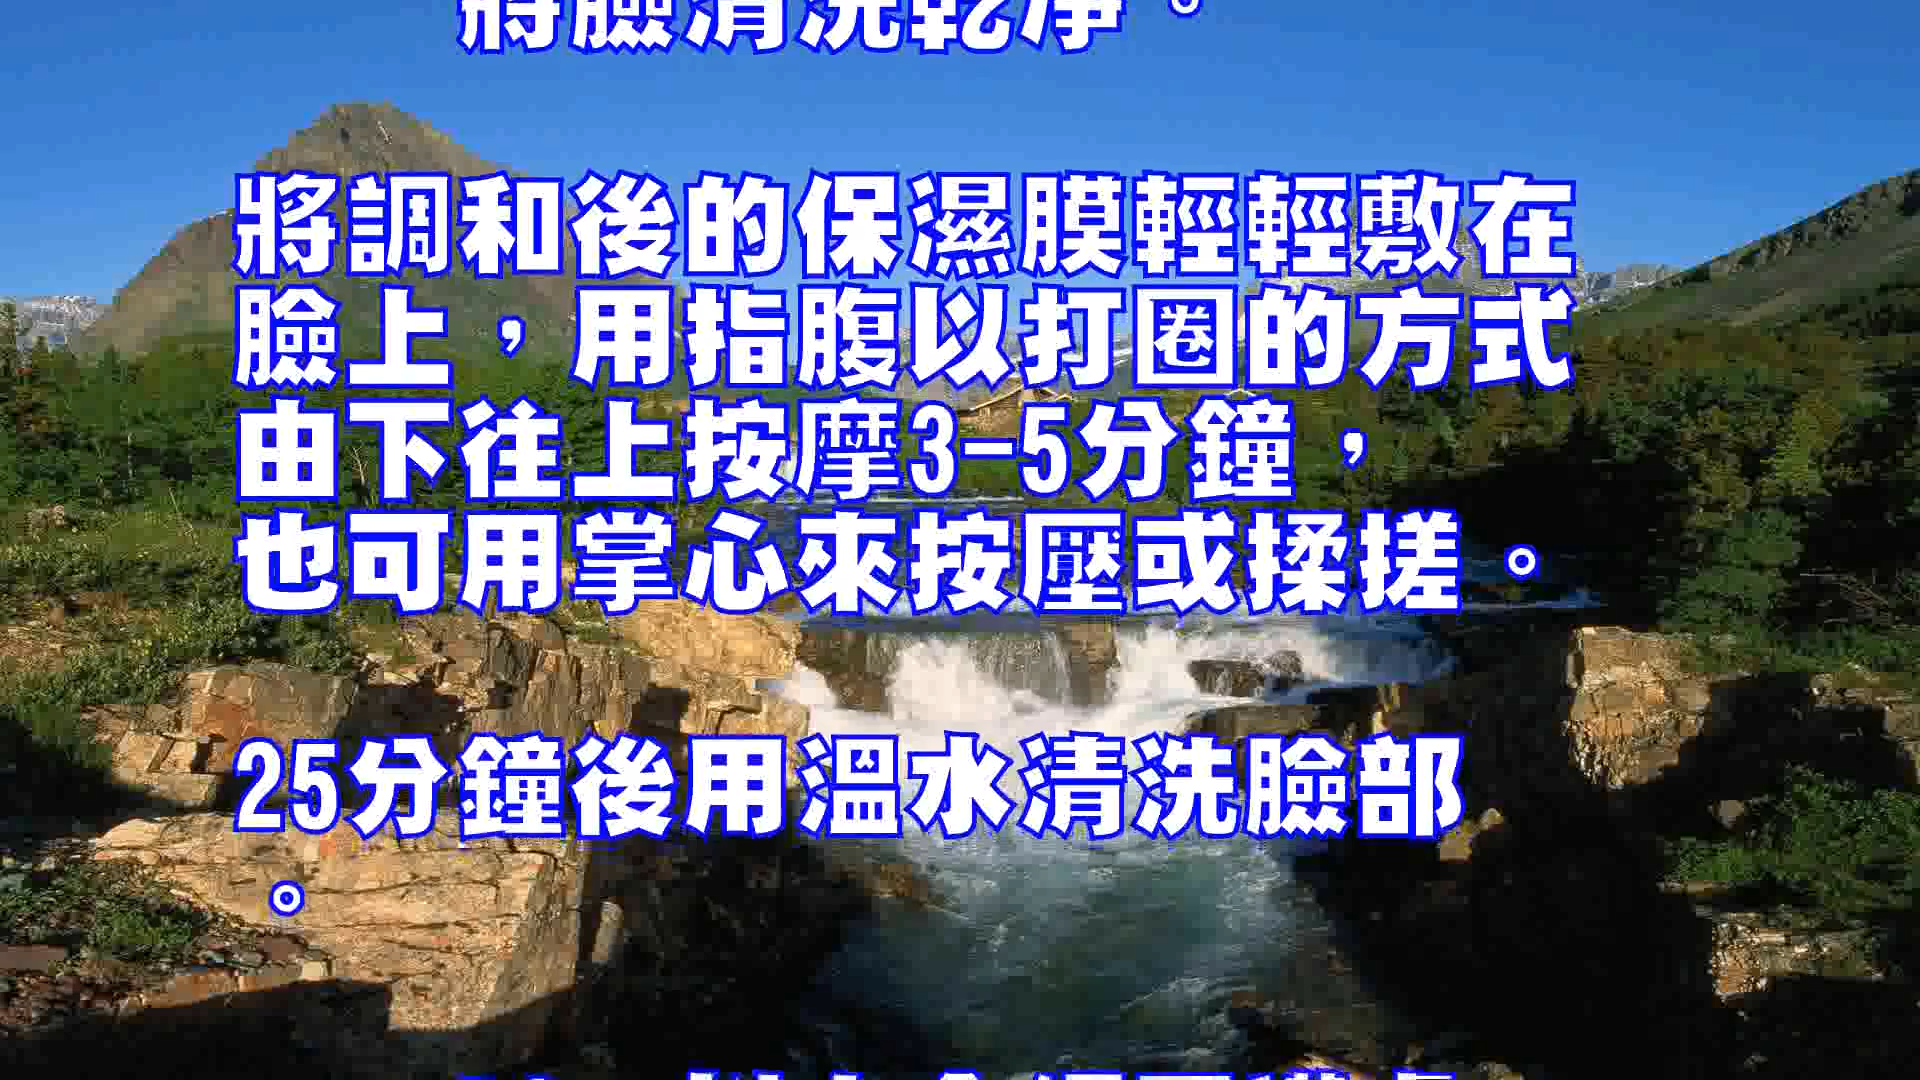 將臉清洗乾淨。
將調和後的保濕膜輕輕敷在
臉上，用指腹以打圈的方式
由下往上按摩3-5分鐘，
也可用掌心來按壓或揉搓。
25分鐘後用溫水清洗臉部
。